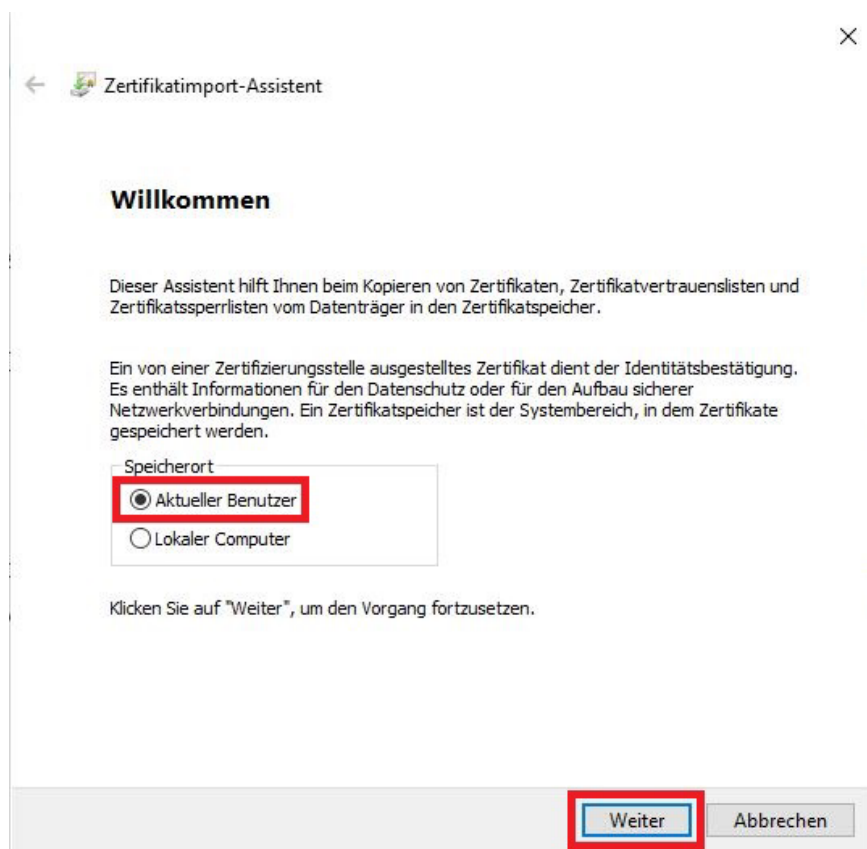 Zertifikatimport-Assistent
Willkommen
Dieser Assistent hilft Ihnen beim Kopieren von Zertifikaten, Zertifikatvertrauenslisten und
Zertifikatssperrlisten vom Datenträger in den Zertifikatspeicher.
Ein von einer Zertifizierungsstelle ausgestelltes Zertifikat dient der Identitätsbestätigung.
Es enthält Informationen für den Datenschutz oder für den Aufbau sicherer
Netzwerkverbindungen. Ein Zertifikatspeicher ist der Systembereich, in dem Zertifikate
gespeichert werden.
Speicherort
Aktueller Benutzer
Lokaler Computer
Klicken Sie auf "Weiter", um den Vorgang fortzusetzen.
Weiter Abbrechen